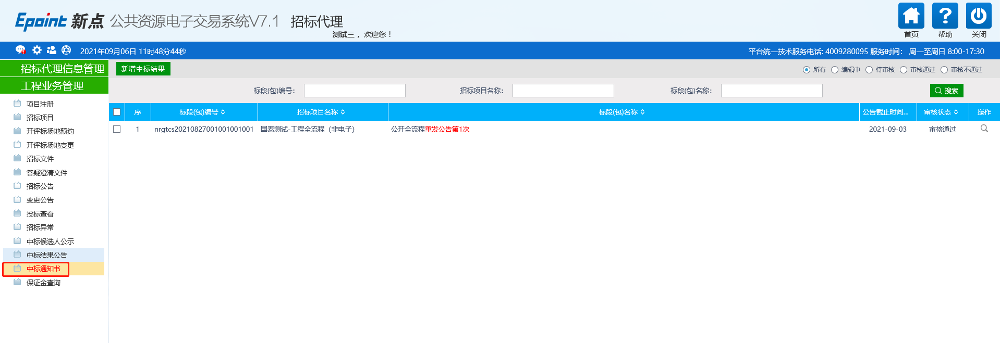 Epoint 新点 公共资源电子交易系统V7.1 招标代理
测试三 ，欢迎您！
首页 帮助 关闭
2021年09月06日 11时48分44秒
平台统一技术服务电话: 4009280095 服务时间： 周一至周日 8:00-17:30
招标代理信息管理
工程业务管理
项目注册
招标项目
开评标场地预约
开评标场地变更
招标文件
答疑澄清文件
招标公告
变更公告
投标查看
招标异常
中标候选人公示
中标结果公告
中标通知书
保证金查询
新增中标结果
所有 编辑中 待审核 审核通过 审核不通过
标段(包)编号： 招标项目名称： 标段(包)名称： 搜索
序 标段(包)编号 招标项目名称 标段(包)名称 公告截止时间... 审核状态 操作
1 nrgtcs20210827001001001001 国泰测试-工程全流程（非电子） 公开全流程重发公告第1次 2021-09-03 审核通过